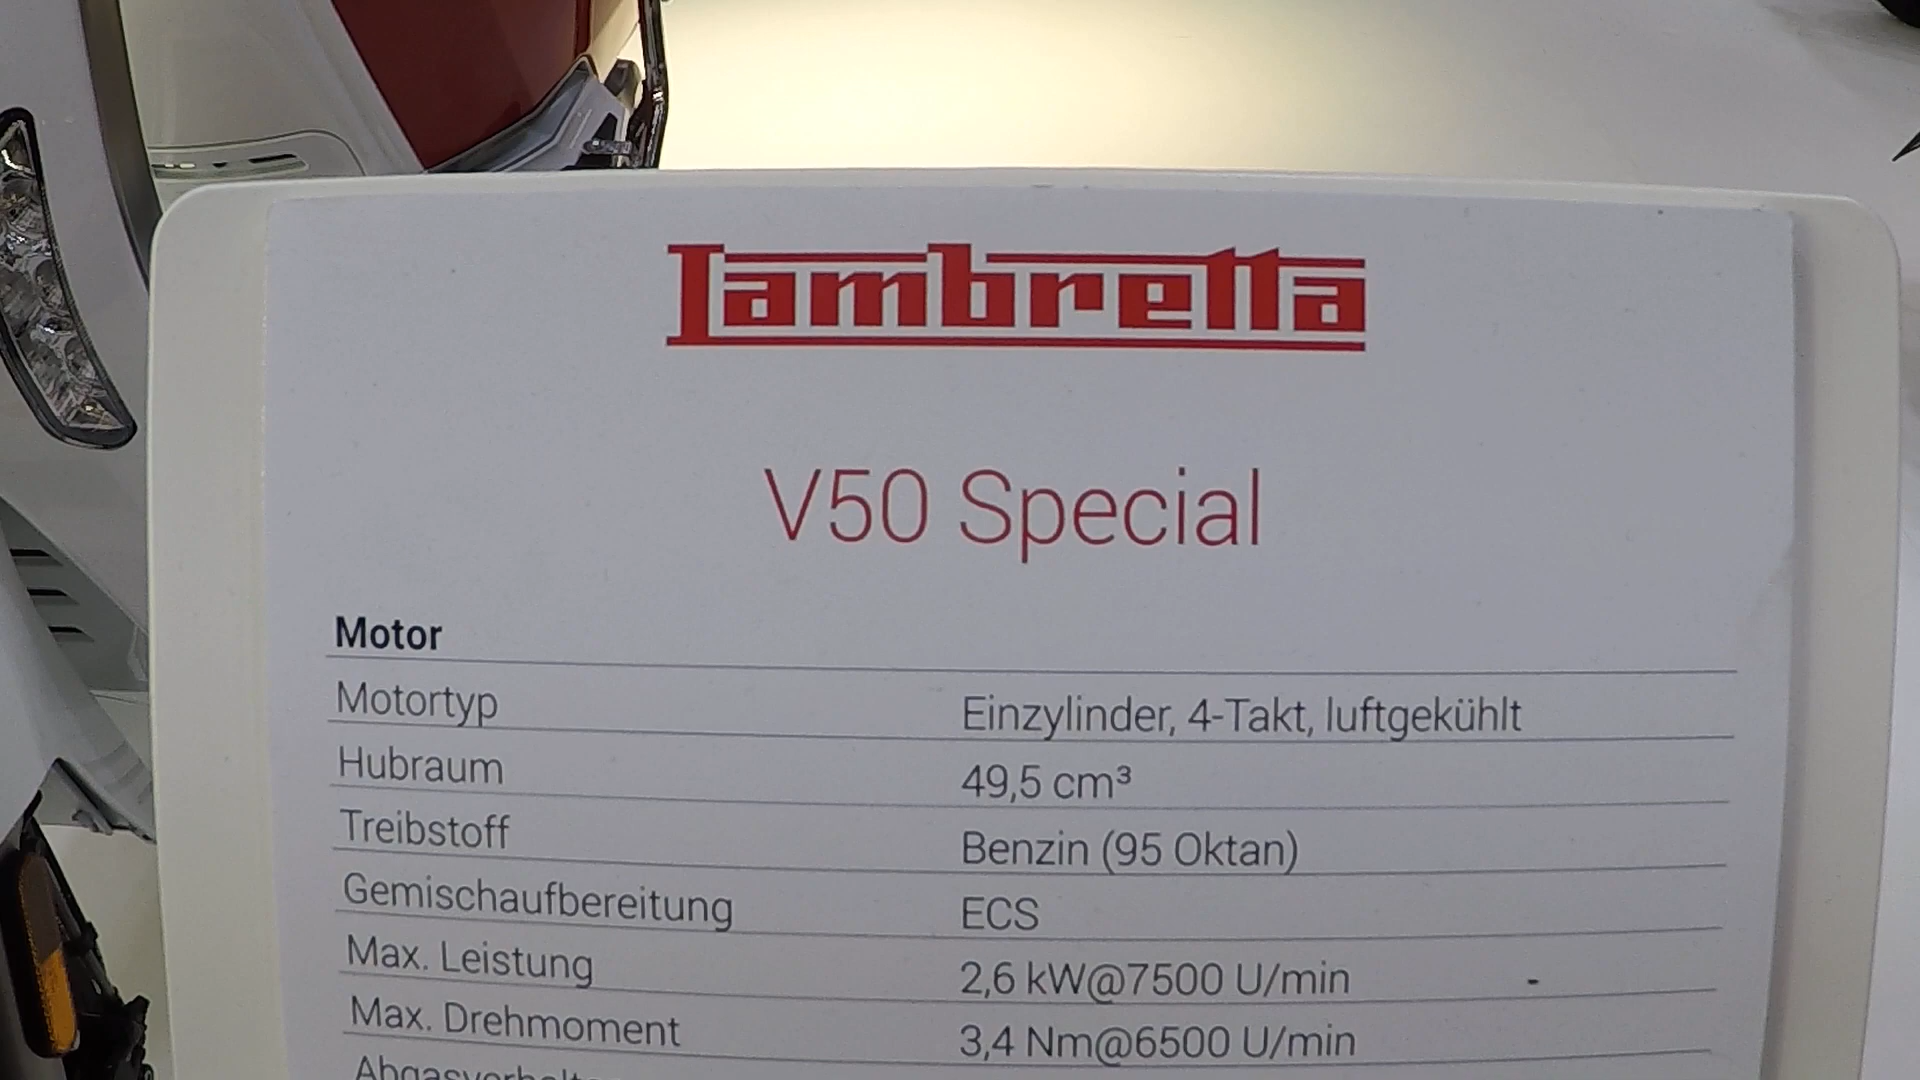 Lambretta
V50 Special
Motor
Motortyp Einzylinder, 4-Takt, luftgekühlt
Hubraum 49,5 cm³
Treibstoff Benzin (95 Oktan)
Gemischaufbereitung ECS
Max. Leistung 2,6 kW@7500 U/min -
Max. Drehmoment 3,4 Nm@6500 U/min